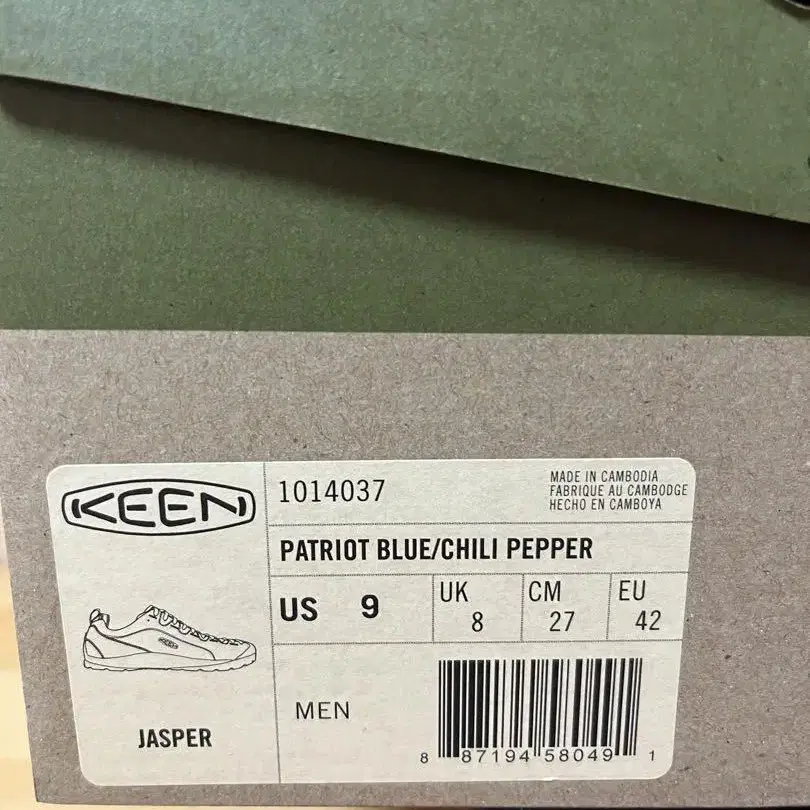 KEEN
1014037
MADE IN CAMBODIA
FABRIQUE AU CAMBODGE
HECHO EN CAMBOYA
PATRIOT BLUE/CHILI PEPPER
US 9
UK 8
CM 27
EU 42
KEEN
JASPER
MEN
8 87194 58049 1